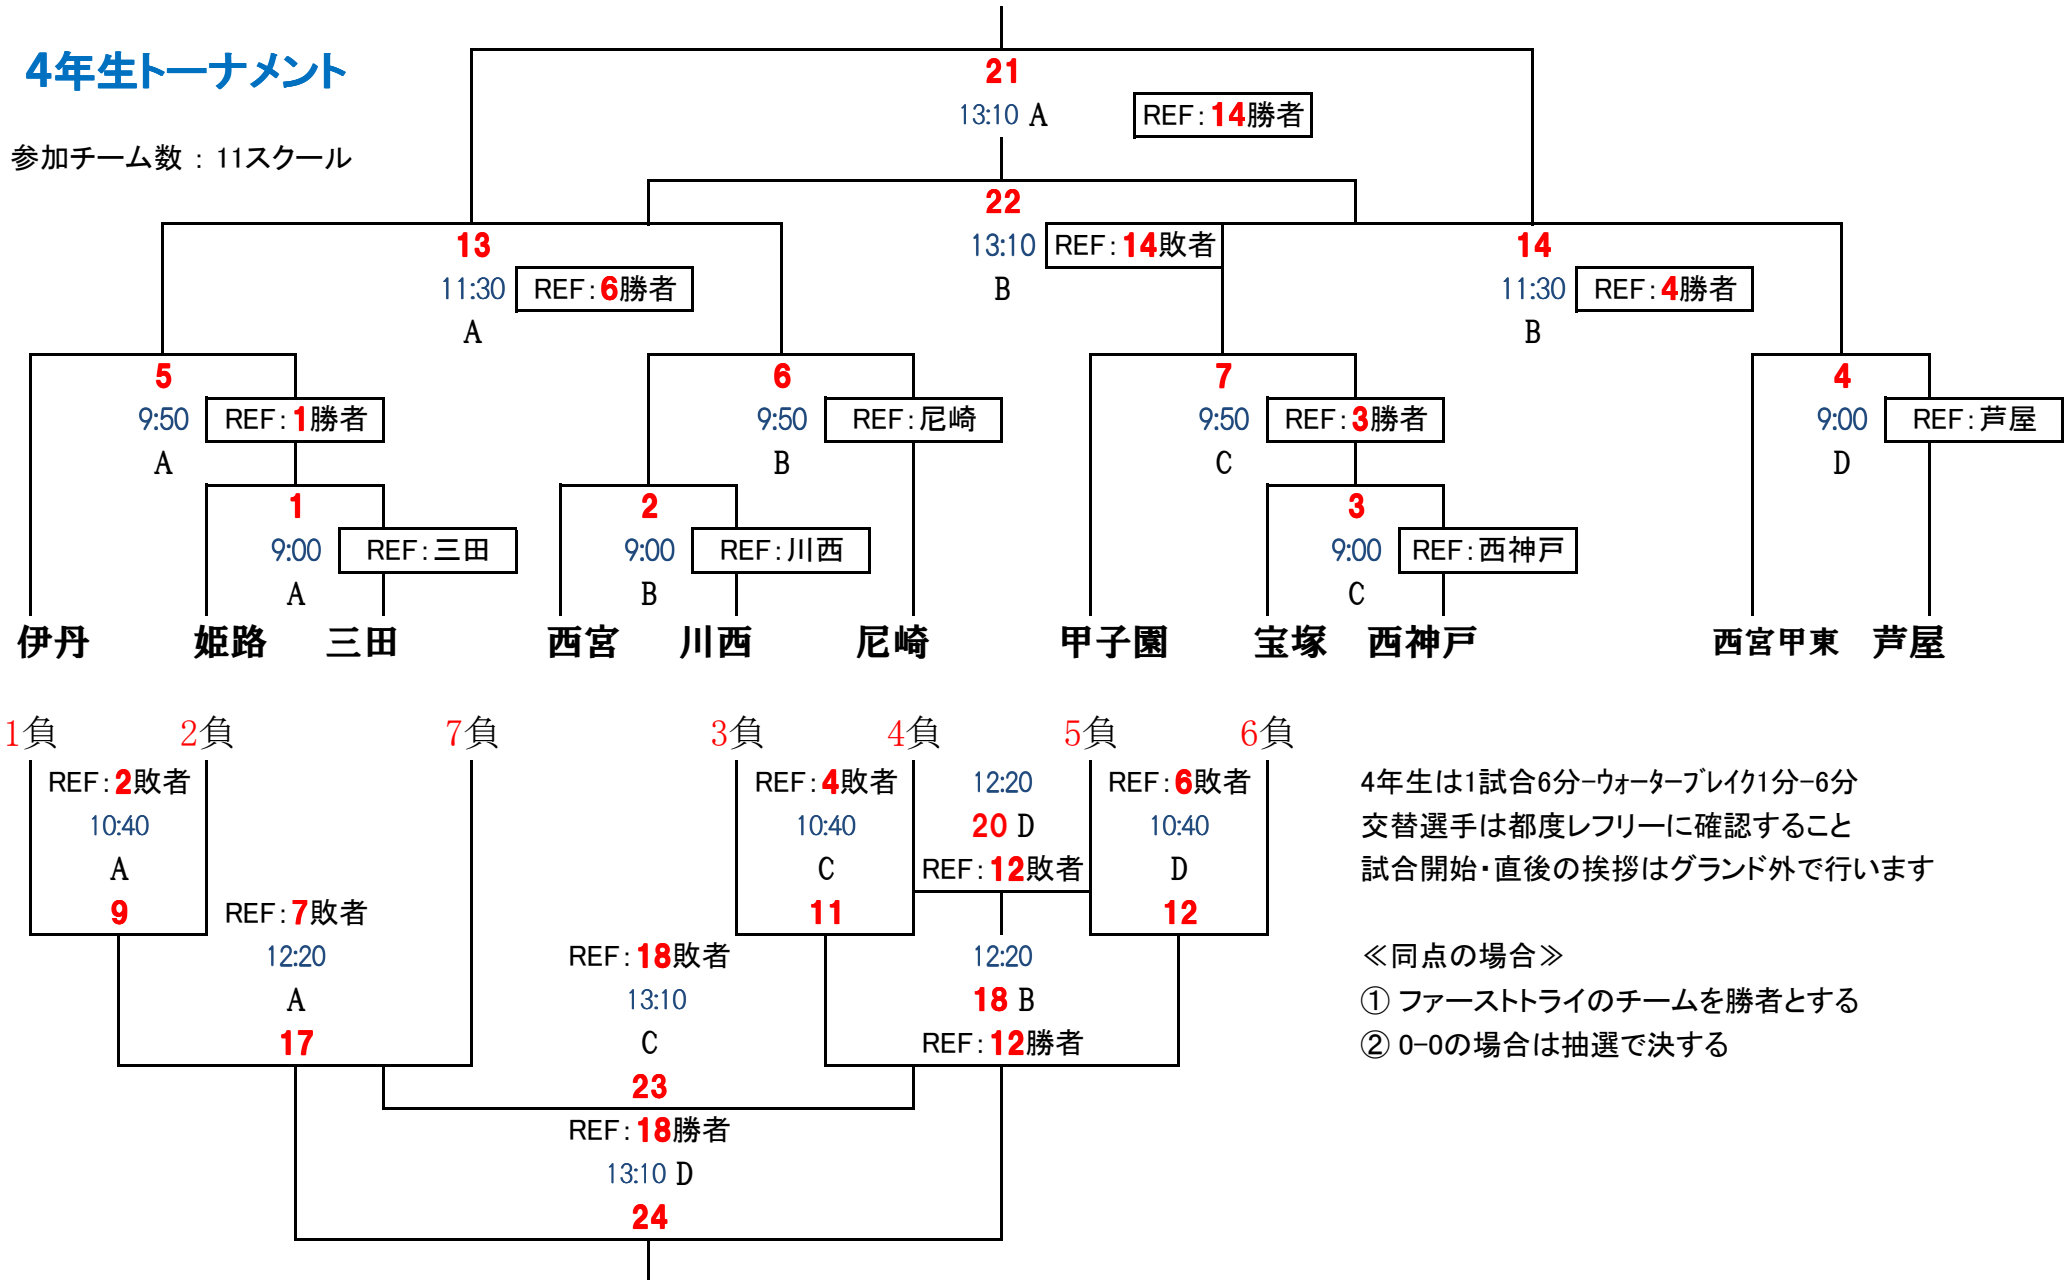 4年生トーナメント
参加チーム数 : 11スクール
21
13:10 A
REF:14勝者
22
13:10
REF:14敗者
B
13
11:30
REF:6勝者
A
14
11:30
REF:4勝者
B
5
9:50
REF:1勝者
A
6
9:50
REF:尼崎
B
7
9:50
REF:3勝者
C
4
9:00
REF:芦屋
D
1
9:00
REF:三田
A
2
9:00
REF:川西
B
3
9:00
REF:西神戸
C
伊丹 姫路 三田 西宮 川西 尼崎 甲子園 宝塚 西神戸 西宮甲東 芦屋
1負 2負 7負 3負 4負 5負 6負
REF:2敗者
10:40
A
9
REF:7敗者
12:20
A
17
REF:4敗者
10:40
C
11
12:20
20 D
REF:12敗者
REF:6敗者
10:40
D
12
12:20
18 B
REF:12勝者
REF:18敗者
13:10
C
23
REF:18勝者
13:10 D
24
4年生は1試合6分-ウォーターブレイク1分-6分
交替選手は都度レフリーに確認すること
試合開始・直後の挨拶はグランド外で行います
≪同点の場合≫
① ファーストトライのチームを勝者とする
② 0-0の場合は抽選で決する